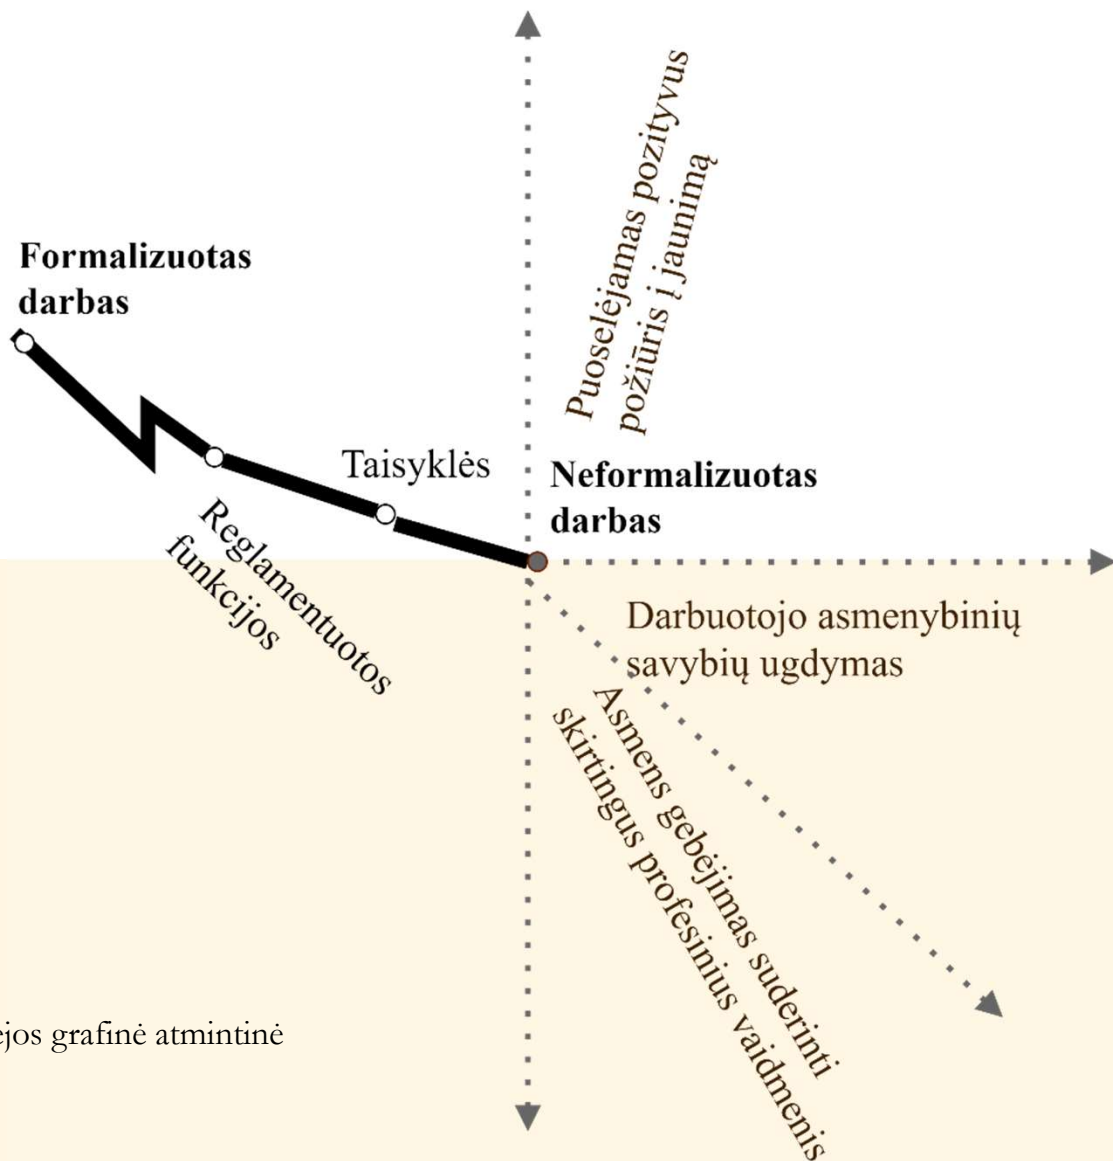 Puoselėjamas pozityvus
požiūris į jaunimą
Formalizuotas
darbas
Taisyklės
Neformalizuotas
darbas
Reglamentuotos
funkcijos
Darbuotojo asmenybinių
savybių ugdymas
Asmens gebėjimas suderinti
skirtingus profesinius vaidmenis
grafinė atmintinė